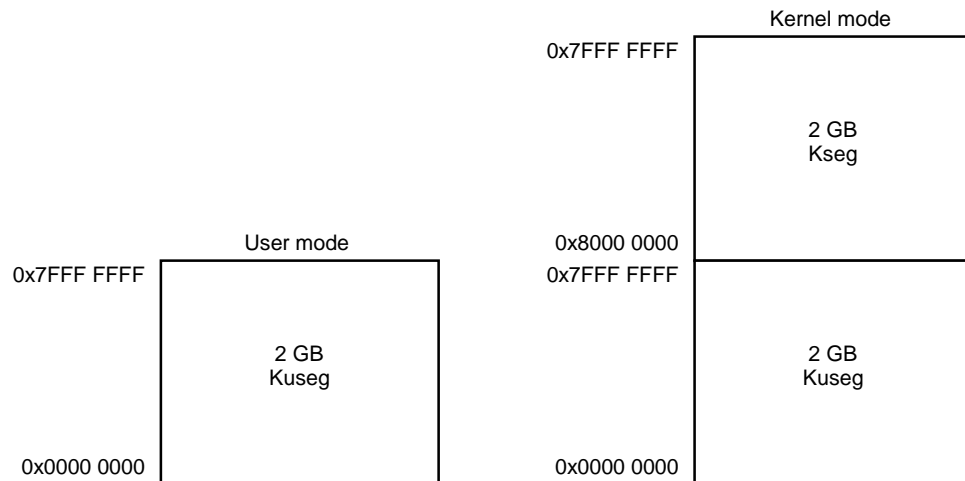 Kernel mode
0x7FFF FFFF
2 GB
Kseg
0x8000 0000
User mode
0x7FFF FFFF
0x7FFF FFFF
2 GB
Kuseg
2 GB
Kuseg
0x0000 0000
0x0000 0000